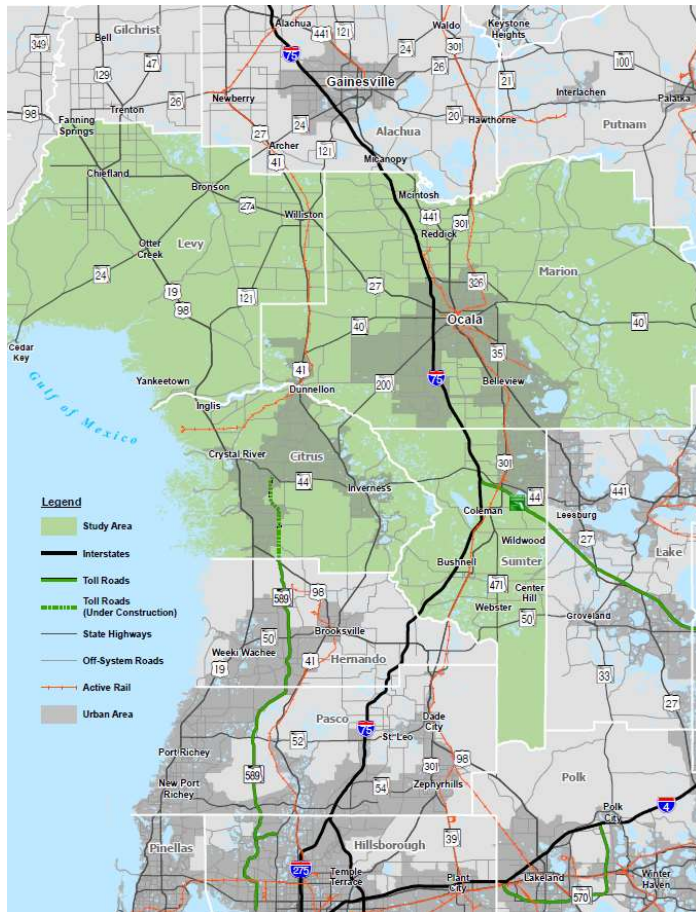 Gilchrist
Alachua
441
121
Waldo
Keystone
Heights
349
Bell
47
75
24
301
100
129
Gainesville
26
21
Interlachen
98
Trenton
26
Newberry
Palatka
Fanning
Springs
27
24
Alachua
20
Hawthorne
Putnam
Archer
41
121
Micanopy
Chiefland
Bronson
Mcintosh
27A
Williston
441
301
Reddick
Otter
Creek
Levy
Marion
24
19
121
27
326
98
40
Ocala
40
Cedar
Key
35
41
Yankeetown
200
75
Belleview
Dunnellon
Gulf of Mexico
Inglis
Crystal River
Citrus
301
44
Inverness
441
44
Legend
Coleman
Leesburg
Study Area
Wildwood
27
Lake
Interstates
Bushnell
Sumter
Toll Roads
471
Center
Hill
Toll Roads
(Under Construction)
589
98
Webster
50
Groveland
State Highways
50
Brooksville
Off-System Roads
Weeki Wachee
19
41
Hernando
33
Active Rail
27
Urban Area
Pasco
75
Dade
City
52
St. Leo
Port Richey
301
98
589
Polk
New Port
Richey
54
Zephyrhills
4
Polk
City
Pinellas
Hillsborough
39
275
Temple
Terrace
Plant
City
Lakeland
Winter
Haven
570